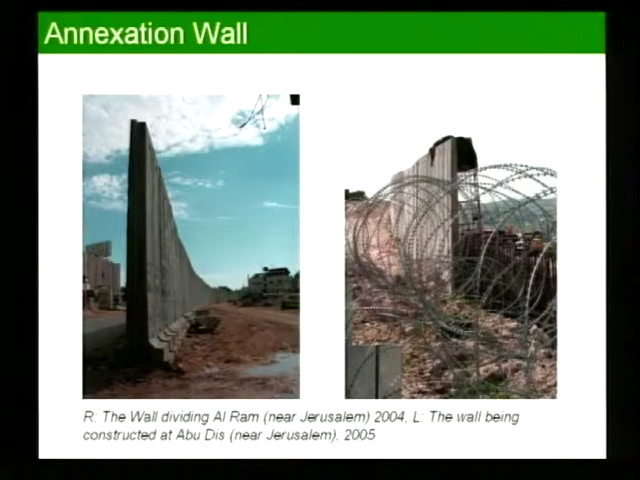 Annexation Wall
R: The Wall dividing Al Ram (near Jerusalem) 2004, L: The wall being
constructed at Abu Dis (near Jerusalem). 2005